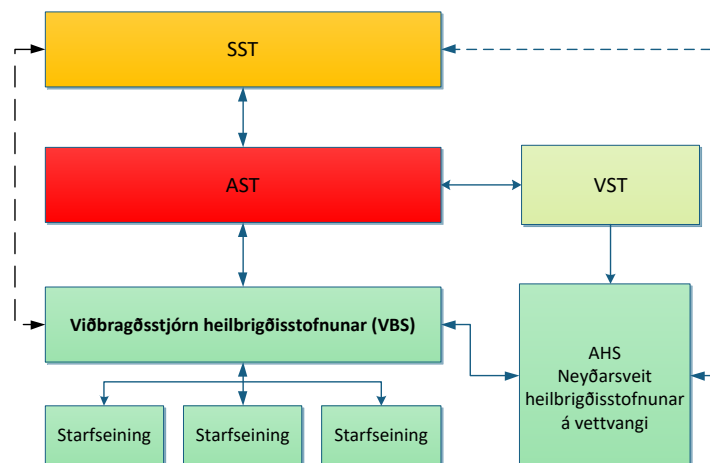 SST
AST
VST
Viðbragðsstjórn heilbrigðisstofnunar (VBS)
AHS
Neyðarsveit
heilbrigðisstofnunar
á vettvangi
Starfseining
Starfseining
Starfseining